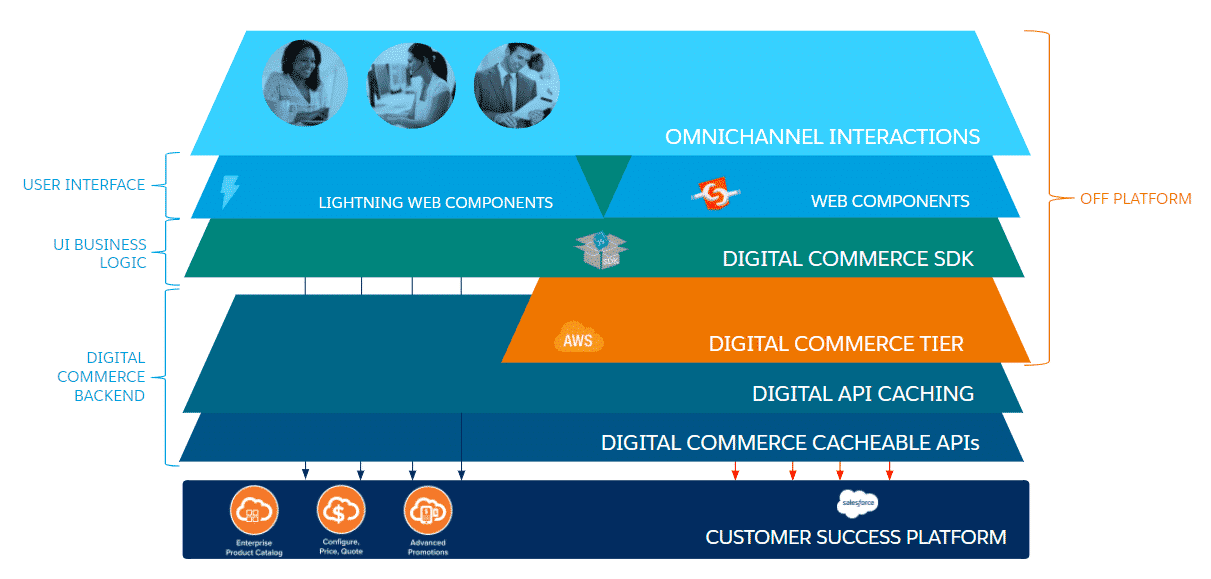 OMNICHANNEL INTERACTIONS
USER INTERFACE
LIGHTNING WEB COMPONENTS
WEB COMPONENTS
OFF PLATFORM
UI BUSINESS
LOGIC
SDK
DIGITAL COMMERCE SDK
AWS
DIGITAL COMMERCE TIER
DIGITAL
COMMERCE
BACKEND
DIGITAL API CACHING
DIGITAL COMMERCE CACHEABLE APIs
salesforce
CUSTOMER SUCCESS PLATFORM
Enterprise
Product Catalog
Configure,
Price, Quote
Advanced
Promotions